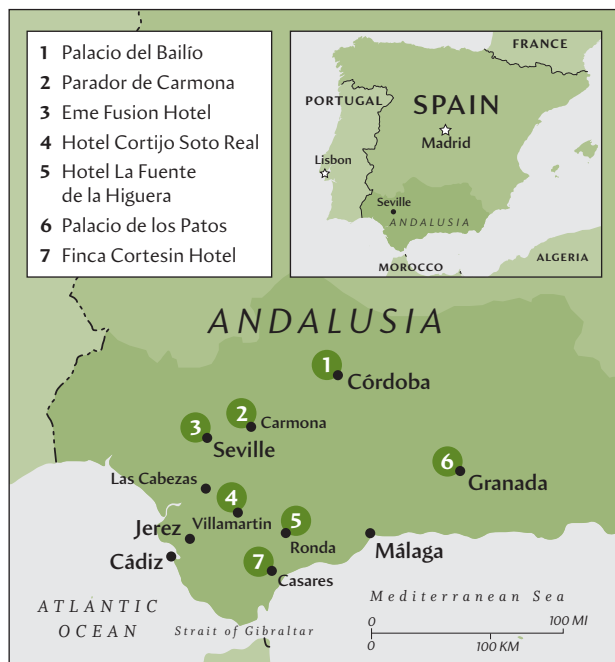 1 Palacio del Bailío
2 Parador de Carmona
3 Eme Fusion Hotel
4 Hotel Cortijo Soto Real
5 Hotel La Fuente
de la Higuera
6 Palacio de los Patos
7 Finca Cortesin Hotel
FRANCE
PORTUGAL
SPAIN
Madrid
Lisbon
Seville
ANDALUSIA
MOROCCO
ALGERIA
ANDALUSIA
1
Córdoba
2
Carmona
3
Seville
6
Granada
Las Cabezas
4
Villamartin
5
Ronda
Jerez
Málaga
Cádiz
7
Casares
ATLANTIC
OCEAN
Strait of Gibraltar
Mediterranean Sea
0 100 MI
0 100 KM